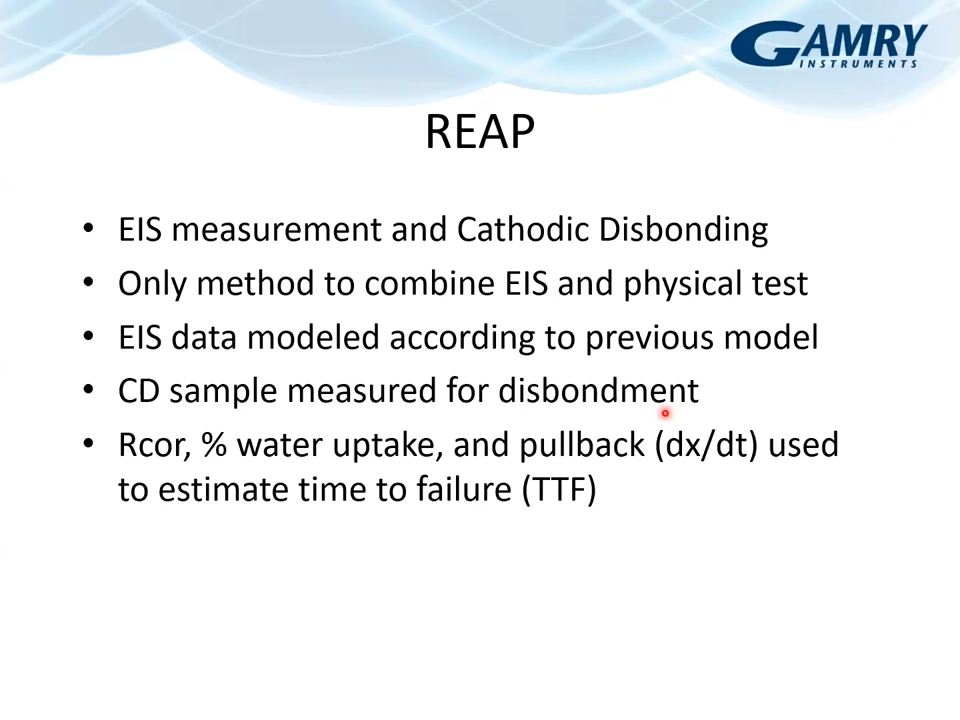 GAMRY
INSTRUMENTS
REAP
• EIS measurement and Cathodic Disbonding
• Only method to combine EIS and physical test
• EIS data modeled according to previous model
• CD sample measured for disbondment
• Rcor, % water uptake, and pullback (dx/dt) used
to estimate time to failure (TTF)